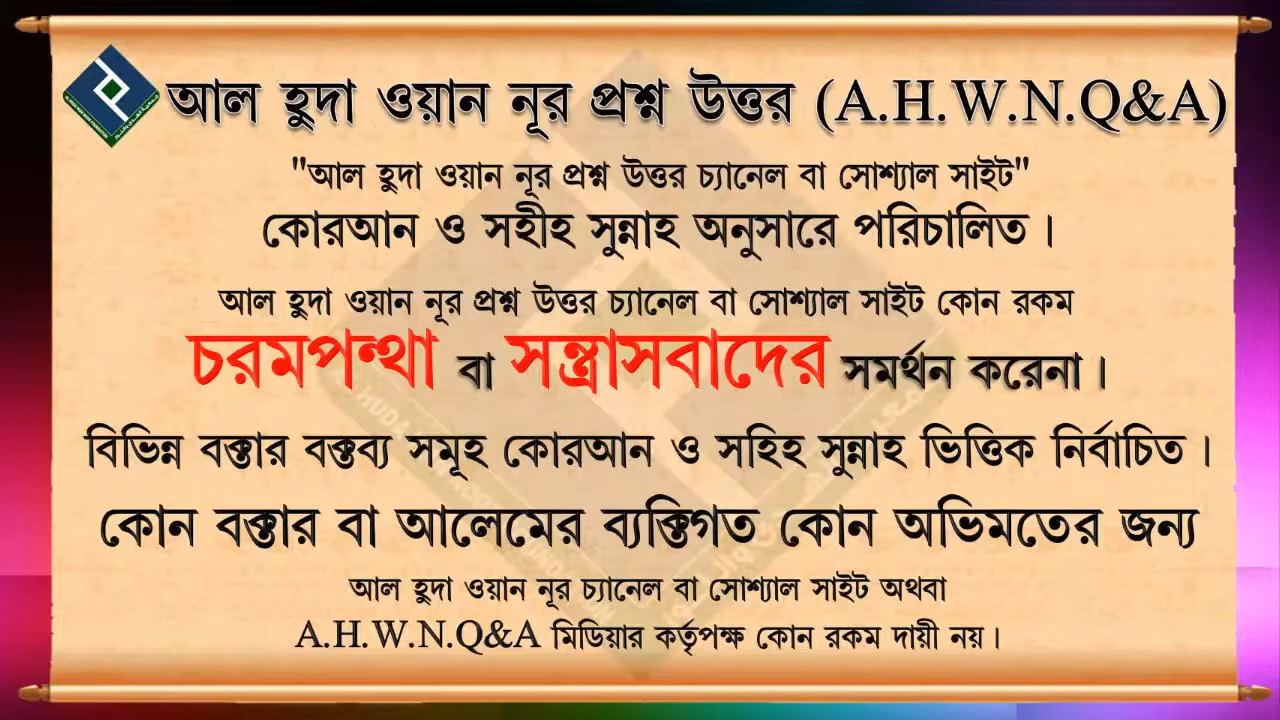 আল হুদা ওয়ান নূর প্রশ্ন উত্তর (A.H.W.N.Q&A)
"আল হুদা ওয়ান নূর প্রশ্ন উত্তর চ্যানেল বা সোশ্যাল সাইট"
কোরআন ও সহীহ সুন্নাহ অনুসারে পরিচালিত।
আল হুদা ওয়ান নূর প্রশ্ন উত্তর চ্যানেল বা সোশ্যাল সাইট কোন রকম
চরমপন্থা বা সন্ত্রাসবাদের সমর্থন করেনা।
বিভিন্ন বক্তার বক্তব্য সমূহ কোরআন ও সহিহ সুন্নাহ ভিত্তিক নির্বাচিত।
কোন বক্তার বা আলেমের ব্যক্তিগত কোন অভিমতের জন্য
আল হুদা ওয়ান নূর চ্যানেল বা সোশ্যাল সাইট অথবা
A.H.W.N.Q&A মিডিয়ার কর্তৃপক্ষ কোন রকম দায়ী নয়।